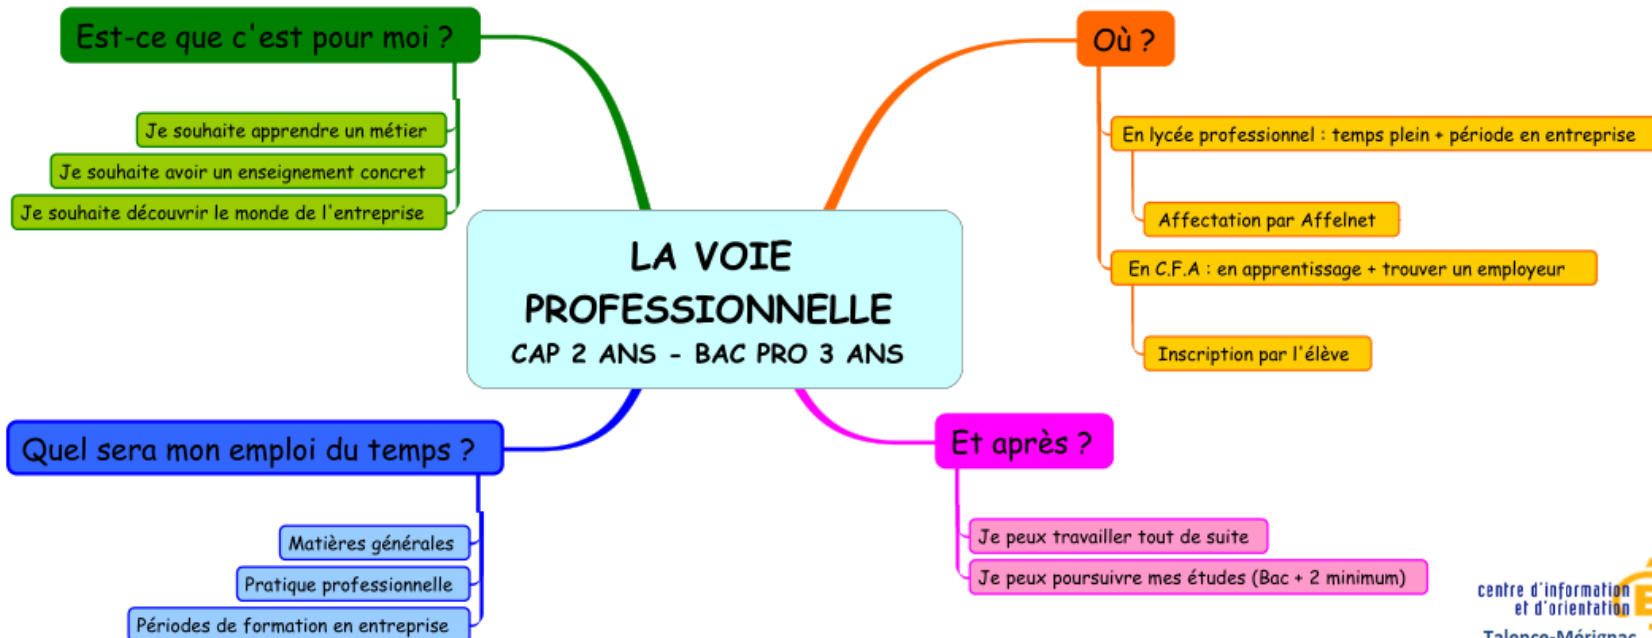 Est-ce que c'est pour moi ?
Je souhaite apprendre un métier
Je souhaite avoir un enseignement concret
Je souhaite découvrir le monde de l'entreprise
Où ?
En lycée professionnel : temps plein + période en entreprise
Affectation par Affelnet
En C.F.A : en apprentissage + trouver un employeur
Inscription par l'élève
LA VOIE
PROFESSIONNELLE
CAP 2 ANS - BAC PRO 3 ANS
Quel sera mon emploi du temps ?
Matières générales
Pratique professionnelle
Périodes de formation en entreprise
Et après ?
Je peux travailler tout de suite
Je peux poursuivre mes études (Bac + 2 minimum)
centre d'information
et d'orientation
Talence-Mérignac